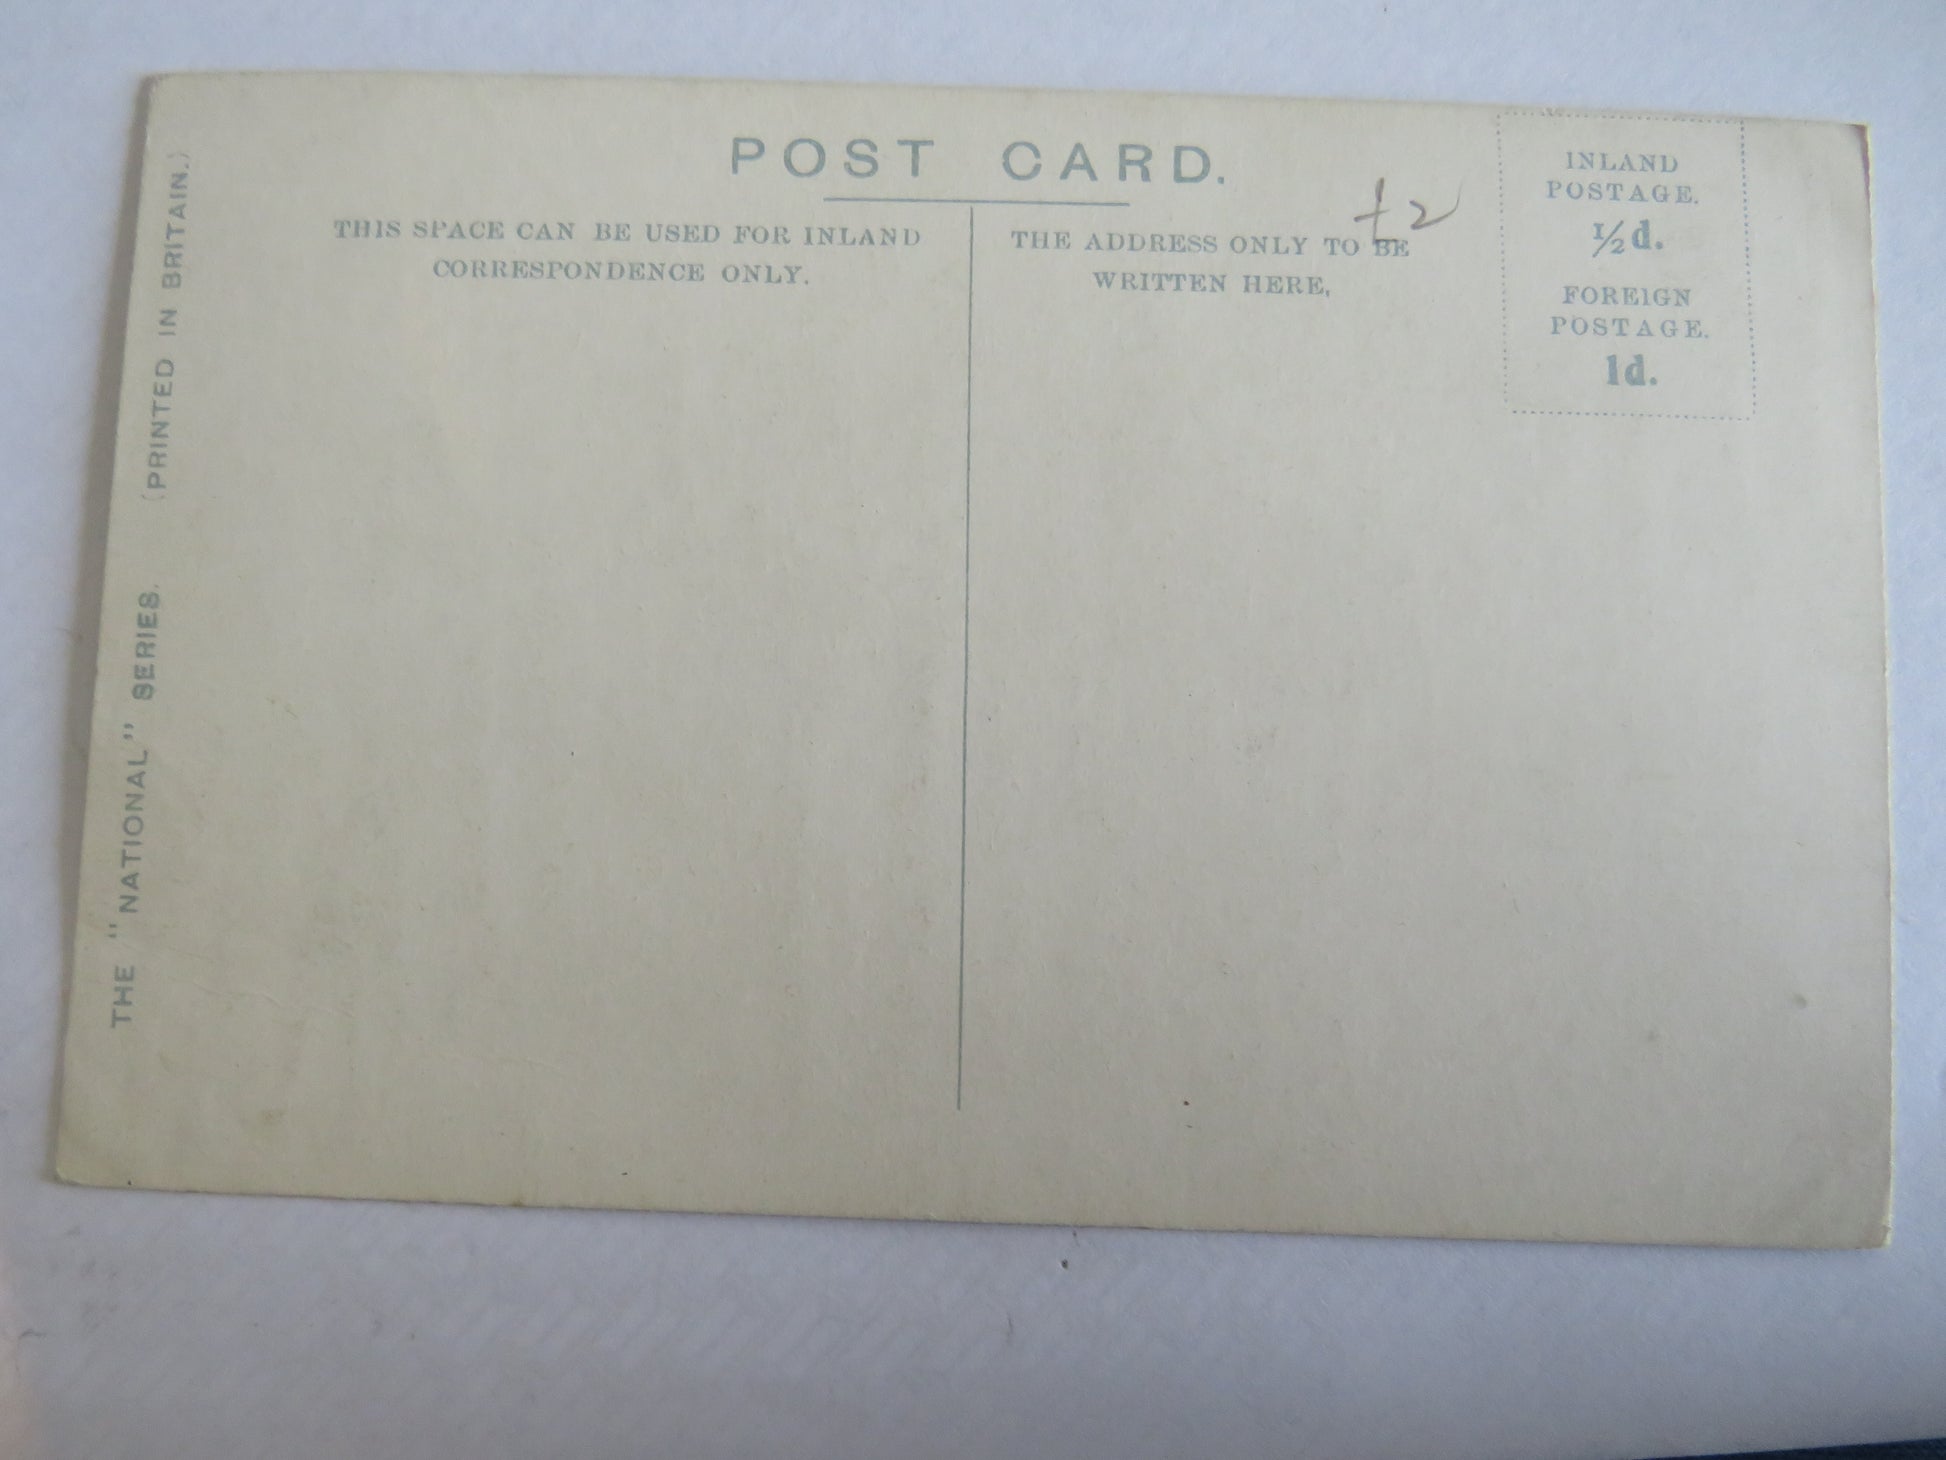 POST CARD.
THIS SPACE CAN BE USED FOR INLAND
CORRESPONDENCE ONLY.
THE ADDRESS ONLY TO BE
WRITTEN HERE,
£2
INLAND
POSTAGE.
1/2d.
FOREIGN
POSTAGE.
1d.
THE "NATIONAL" SERIES. (PRINTED IN BRITAIN.)